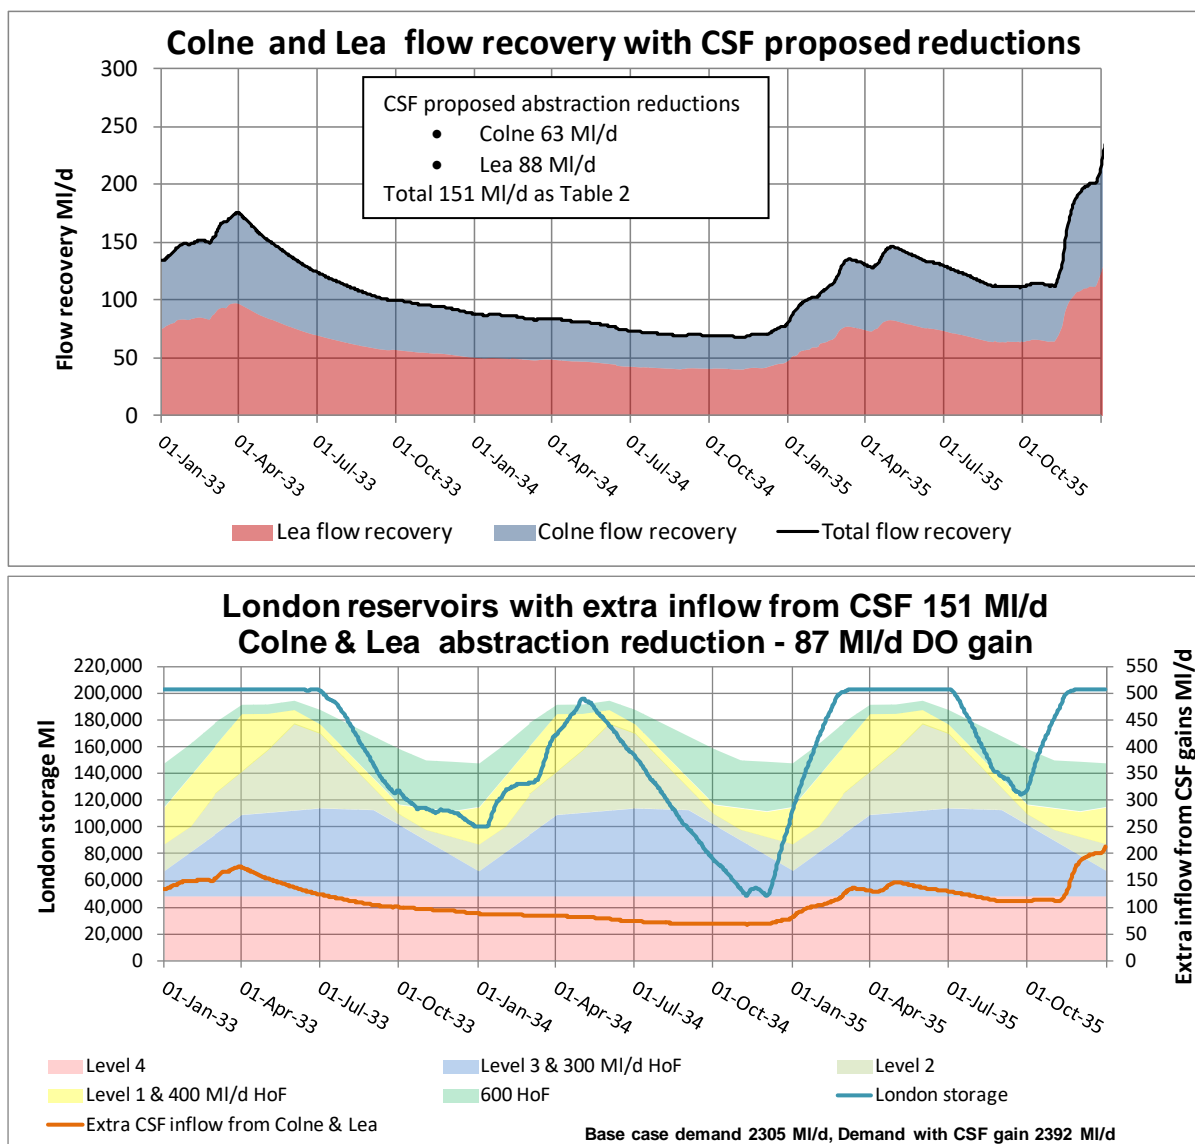 Colne and Lea flow recovery with CSF proposed reductions
300
250
200
150
100
50
0
Flow recovery Ml/d
CSF proposed abstraction reductions
• Colne 63 Ml/d
• Lea 88 Ml/d
Total 151 Ml/d as Table 2
01-Jan-33
01-Apr-33
01-Jul-33
01-Oct-33
01-Jan-34
01-Apr-34
01-Jul-34
01-Oct-34
01-Jan-35
01-Apr-35
01-Jul-35
01-Oct-35
Lea flow recovery
Colne flow recovery
Total flow recovery
London reservoirs with extra inflow from CSF 151 Ml/d
Colne & Lea abstraction reduction - 87 Ml/d DO gain
220,000
200,000
180,000
160,000
140,000
120,000
100,000
80,000
60,000
40,000
20,000
0
London storage Ml
550
500
450
400
350
300
250
200
150
100
50
0
Extra inflow from CSF gains Ml/d
01-Jan-33
01-Apr-33
01-Jul-33
01-Oct-33
01-Jan-34
01-Apr-34
01-Jul-34
01-Oct-34
01-Jan-35
01-Apr-35
01-Jul-35
01-Oct-35
Level 4
Level 3 & 300 Ml/d HoF
Level 2
Level 1 & 400 Ml/d HoF
600 HoF
London storage
Extra CSF inflow from Colne & Lea
Base case demand 2305 Ml/d, Demand with CSF gain 2392 Ml/d